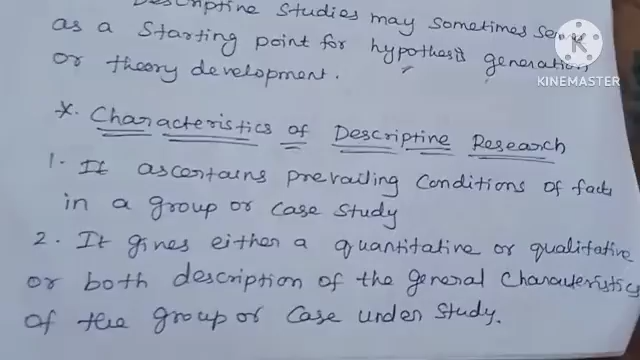 Descriptive Studies may sometimes serve
as a starting point for hypothesis generation
or theory development.
*. Characteristics of Descriptive Research
1. It ascertains prevailing conditions of facts
in a group or case study
2. It gives either a quantitative or qualitative
or both description of the general characteristics
of the group or case under study.
K
KINEMASTER